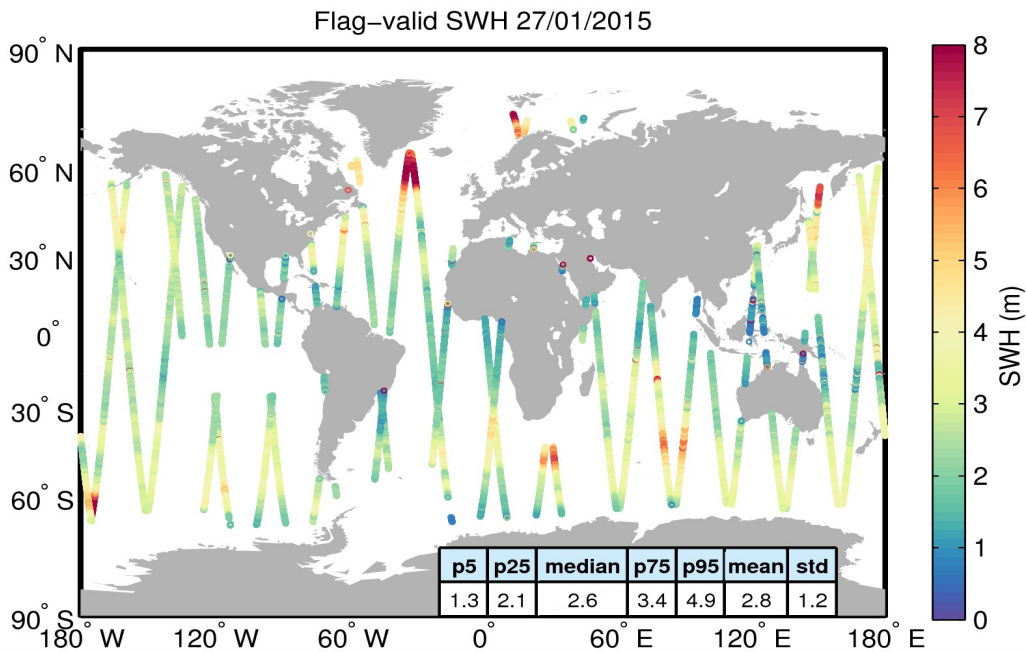 Flag−valid SWH 27/01/2015
90° N
60° N
30° N
0°
30° S
60° S
90° S
180° W
120° W
60° W
0°
60° E
120° E
180° E
p5 p25 median p75 p95 mean std
1.3 2.1 2.6 3.4 4.9 2.8 1.2
8
7
6
5
4
3
2
1
0
SWH (m)